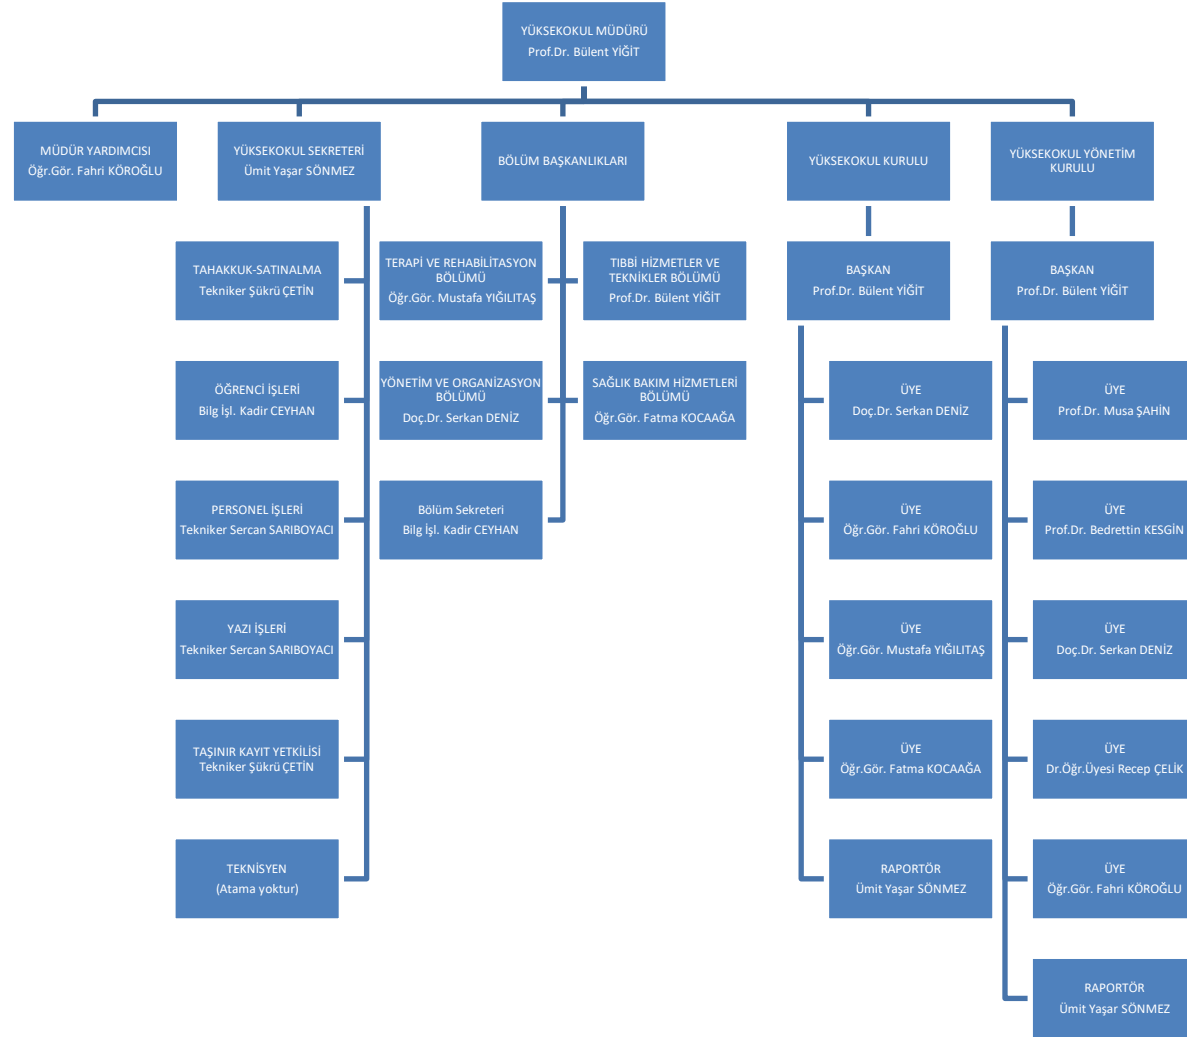 YÜKSEKOKUL MÜDÜRÜ
Prof.Dr. Bülent YİĞİT
MÜDÜR YARDIMCISI
Öğr.Gör. Fahri KÖROĞLU
YÜKSEKOKUL SEKRETERİ
Ümit Yaşar SÖNMEZ
BÖLÜM BAŞKANLIKLARI
YÜKSEKOKUL KURULU
YÜKSEKOKUL YÖNETİM
KURULU
TAHAKKUK-SATINALMA
Tekniker Şükrü ÇETİN
ÖĞRENCİ İŞLERİ
Bilg İşl. Kadir CEYHAN
PERSONEL İŞLERİ
Tekniker Sercan SARIBOYACI
YAZI İŞLERİ
Tekniker Sercan SARIBOYACI
TAŞINIR KAYIT YETKİLİSİ
Tekniker Şükrü ÇETİN
TEKNİSYEN
(Atama yoktur)
TERAPİ VE REHABİLİTASYON
BÖLÜMÜ
Öğr.Gör. Mustafa YIĞILITAŞ
TIBBİ HİZMETLER VE
TEKNİKLER BÖLÜMÜ
Prof.Dr. Bülent YİĞİT
YÖNETİM VE ORGANİZASYON
BÖLÜMÜ
Doç.Dr. Serkan DENİZ
SAĞLIK BAKIM HİZMETLERİ
BÖLÜMÜ
Öğr.Gör. Fatma KOCAAĞA
Bölüm Sekreteri
Bilg İşl. Kadir CEYHAN
BAŞKAN
Prof.Dr. Bülent YİĞİT
ÜYE
Doç.Dr. Serkan DENİZ
ÜYE
Öğr.Gör. Fahri KÖROĞLU
ÜYE
Öğr.Gör. Mustafa YIĞILITAŞ
ÜYE
Öğr.Gör. Fatma KOCAAĞA
RAPORTÖR
Ümit Yaşar SÖNMEZ
BAŞKAN
Prof.Dr. Bülent YİĞİT
ÜYE
Prof.Dr. Musa ŞAHİN
ÜYE
Prof.Dr. Bedrettin KESGİN
ÜYE
Doç.Dr. Serkan DENİZ
ÜYE
Dr.Öğr.Üyesi Recep ÇELİK
ÜYE
Öğr.Gör. Fahri KÖROĞLU
RAPORTÖR
Ümit Yaşar SÖNMEZ